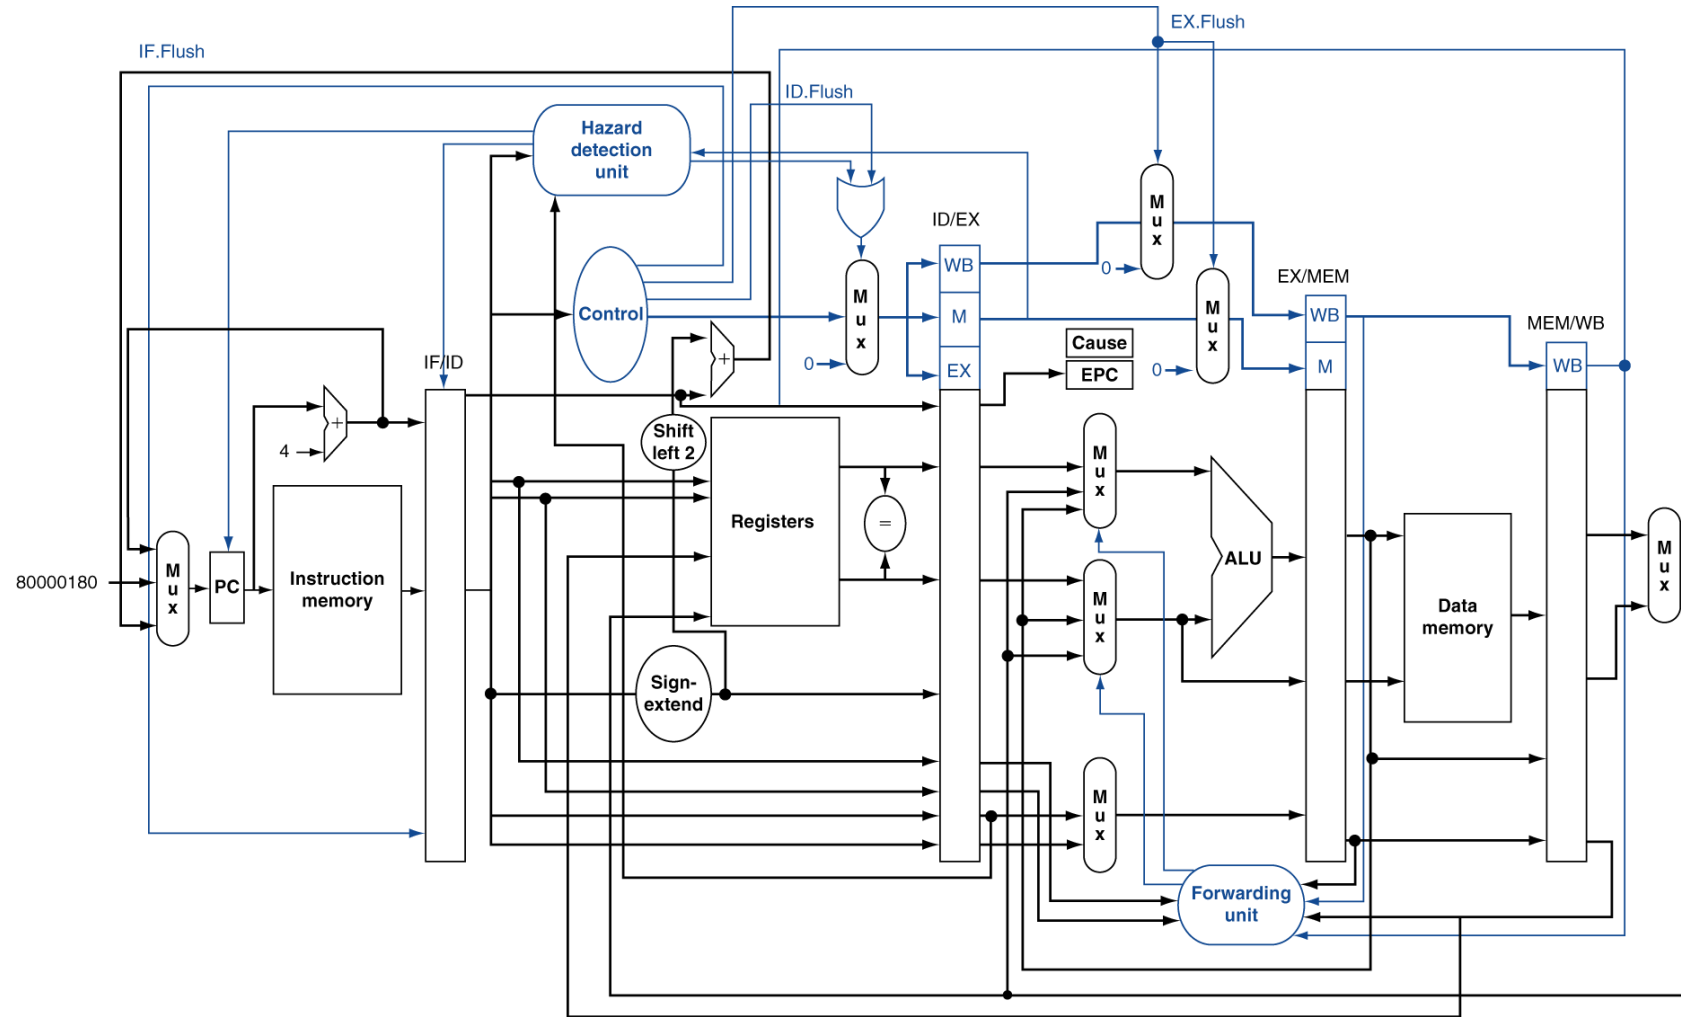 IF.Flush
EX.Flush
ID.Flush
Hazard
detection
unit
M
u
x
ID/EX
WB
0
EX/MEM
Control
M
u
x
M
M
u
x
WB
MEM/WB
Cause
IF/ID
0
EX
EPC
0
M
WB
+
+
4
Shift
left 2
M
u
x
Registers
=
M
u
x
80000180
M
u
x
PC
Instruction
memory
ALU
M
u
x
Data
memory
Sign-
extend
M
u
x
Forwarding
unit